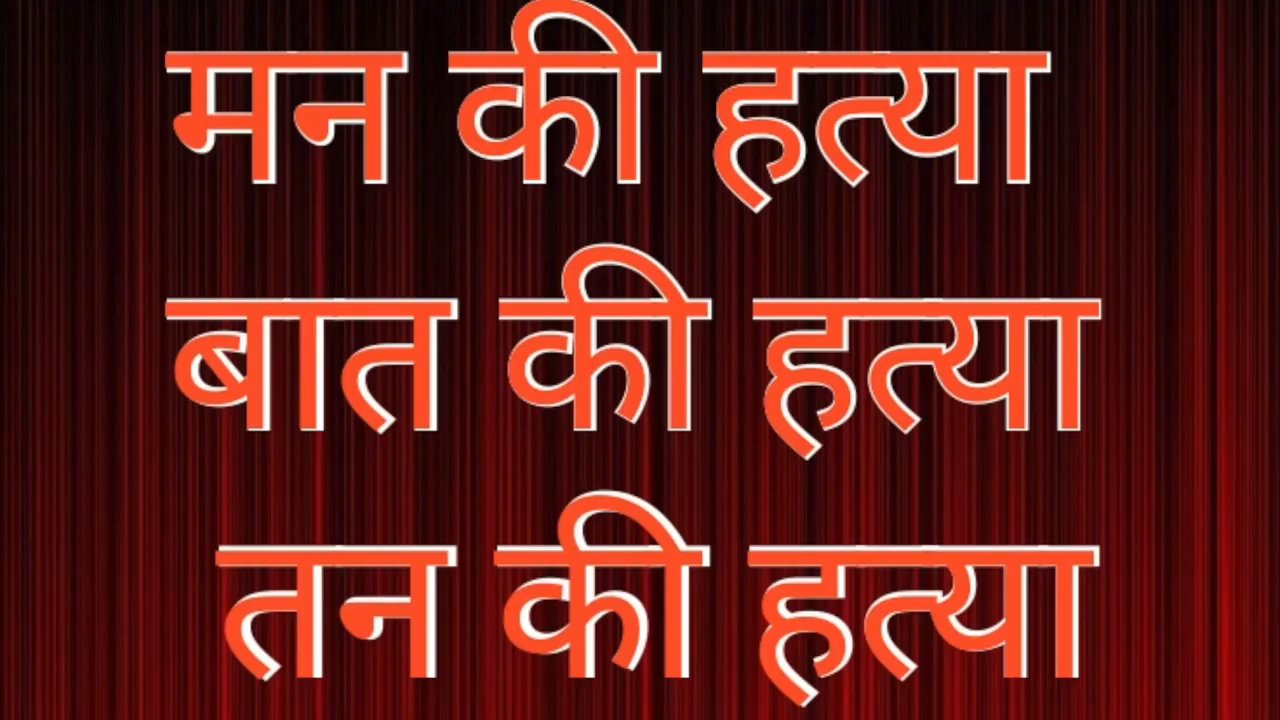 मन की हत्या
बात की हत्या
तन की हत्या